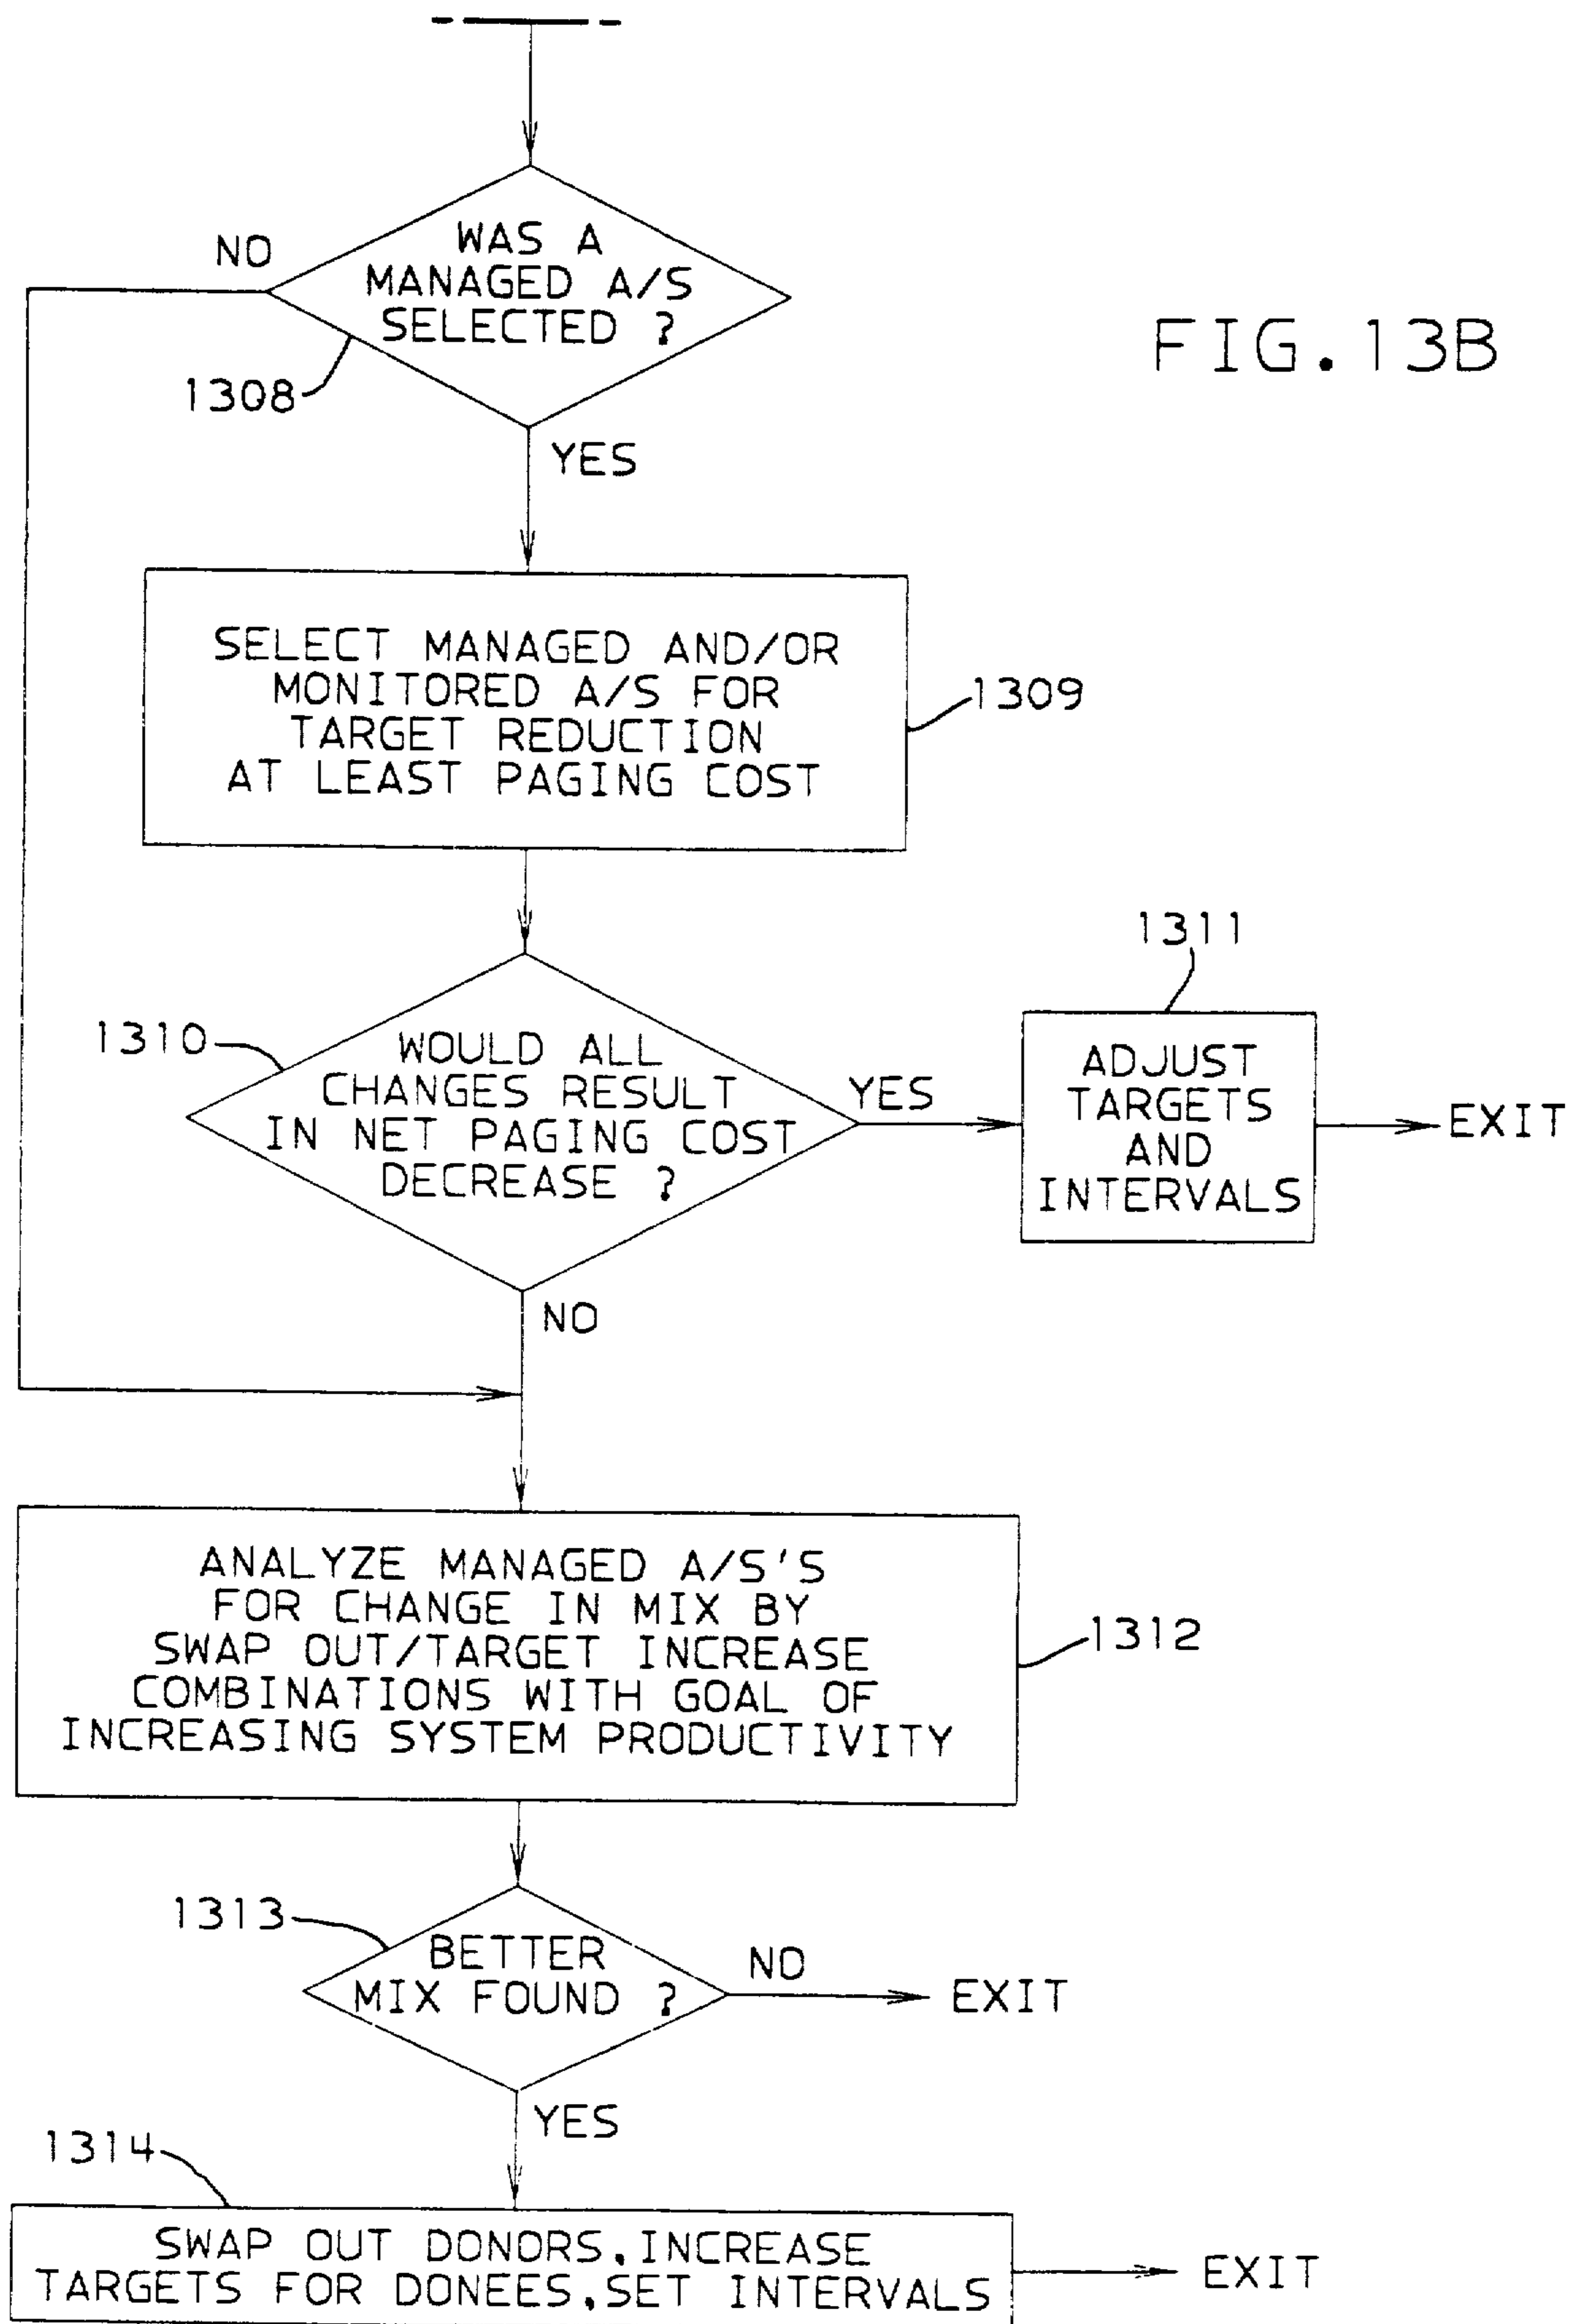 NO
WAS A
MANAGED A/S
SELECTED ?
FIG.13B
1308
YES
SELECT MANAGED AND/OR
MONITORED A/S FOR
TARGET REDUCTION
AT LEAST PAGING COST
1309
1311
1310
WOULD ALL
CHANGES RESULT
IN NET PAGING COST
DECREASE ?
YES
ADJUST
TARGETS
AND
INTERVALS
EXIT
NO
ANALYZE MANAGED A/S'S
FOR CHANGE IN MIX BY
SWAP OUT/TARGET INCREASE
COMBINATIONS WITH GOAL OF
INCREASING SYSTEM PRODUCTIVITY
1312
1313
BETTER
MIX FOUND ?
NO
EXIT
YES
1314
SWAP OUT DONORS,INCREASE
TARGETS FOR DONEES,SET INTERVALS
EXIT